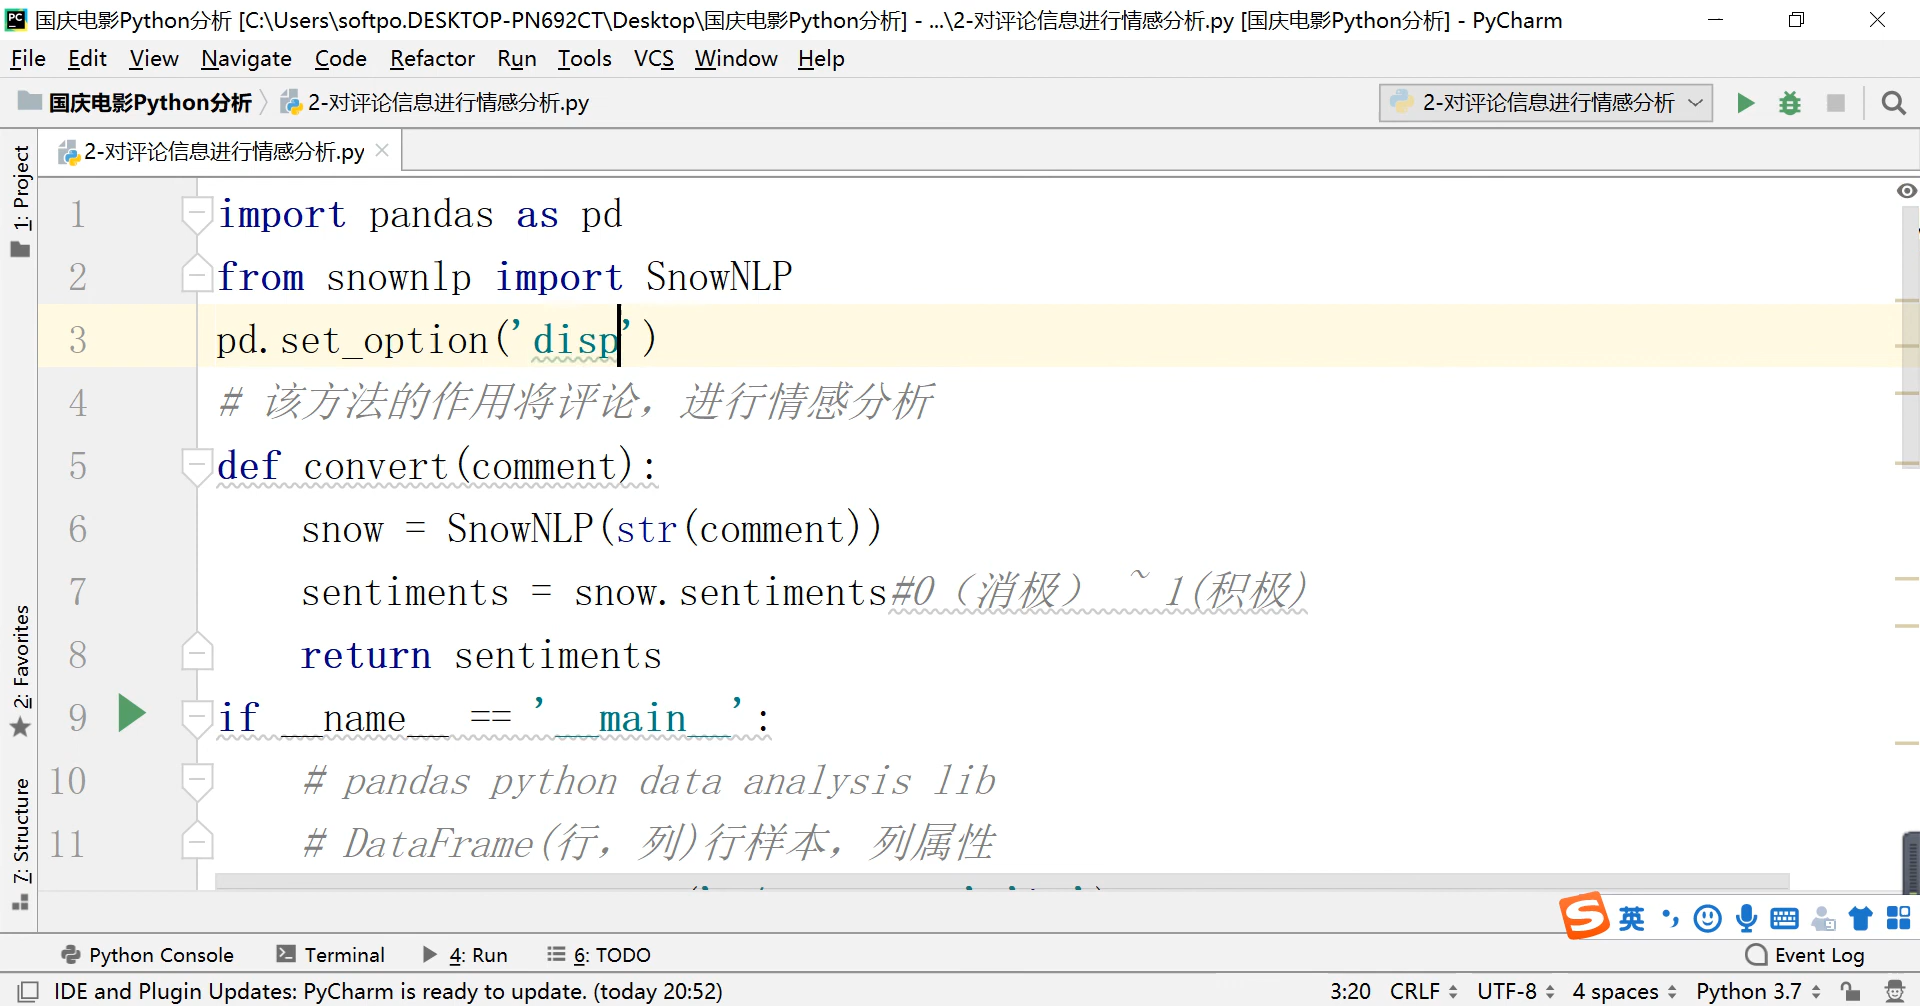 国庆电影Python分析 [C:\Users\softpo.DESKTOP-PN692CT\Desktop\国庆电影Python分析] - ...\2-对评论信息进行情感分析.py [国庆电影Python分析] - PyCharm
File Edit View Navigate Code Refactor Run Tools VCS Window Help
国庆电影Python分析 2-对评论信息进行情感分析.py 2-对评论信息进行情感分析
2-对评论信息进行情感分析.py
1: Project
2: Favorites
7: Structure
1 import pandas as pd
2 from snownlp import SnowNLP
3 pd.set_option('disp')
4 # 该方法的作用将评论，进行情感分析
5 def convert(comment):
6 snow = SnowNLP(str(comment))
7 sentiments = snow.sentiments#0（消极） ~ 1(积极)
8 return sentiments
9 if __name__ == '__main__':
10 # pandas python data analysis lib
11 # DataFrame(行，列)行样本，列属性
英
Python Console Terminal 4: Run 6: TODO Event Log
IDE and Plugin Updates: PyCharm is ready to update. (today 20:52) 3:20 CRLF UTF-8 4 spaces Python 3.7